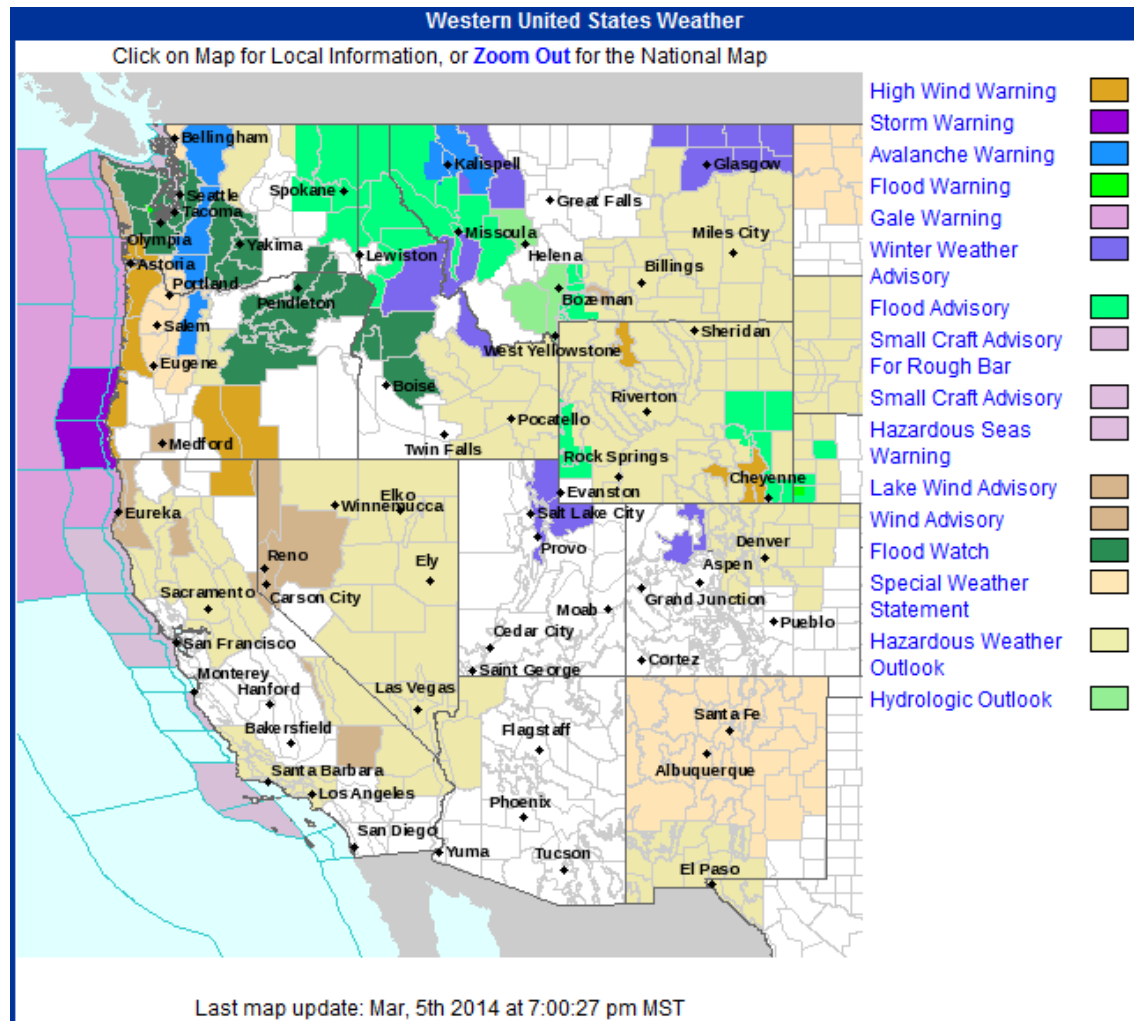 Western United States Weather
Click on Map for Local Information, or Zoom Out for the National Map
High Wind Warning
Storm Warning
Avalanche Warning
Flood Warning
Gale Warning
Winter Weather
Advisory
Flood Advisory
Small Craft Advisory
For Rough Bar
Small Craft Advisory
Hazardous Seas
Warning
Lake Wind Advisory
Wind Advisory
Flood Watch
Special Weather
Statement
Hazardous Weather
Outlook
Hydrologic Outlook
Bellingham
Kalispell
Glasgow
Seattle
Spokane
Great Falls
Tacoma
Olympia
Yakima
Missoula
Miles City
Lewiston
Helena
Astoria
Billings
Portland
Pendleton
Bozeman
Salem
Sheridan
West Yellowstone
Eugene
Boise
Riverton
Pocatello
Medford
Twin Falls
Rock Springs
Cheyenne
Elko
Evanston
Winnemucca
Eureka
Salt Lake City
Provo
Denver
Reno
Ely
Aspen
Sacramento
Carson City
Grand Junction
Moab
Pueblo
San Francisco
Cedar City
Saint George
Cortez
Monterey
Hanford
Las Vegas
Santa Fe
Bakersfield
Flagstaff
Albuquerque
Santa Barbara
Los Angeles
Phoenix
San Diego
Yuma
Tucson
El Paso
Last map update: Mar, 5th 2014 at 7:00:27 pm MST